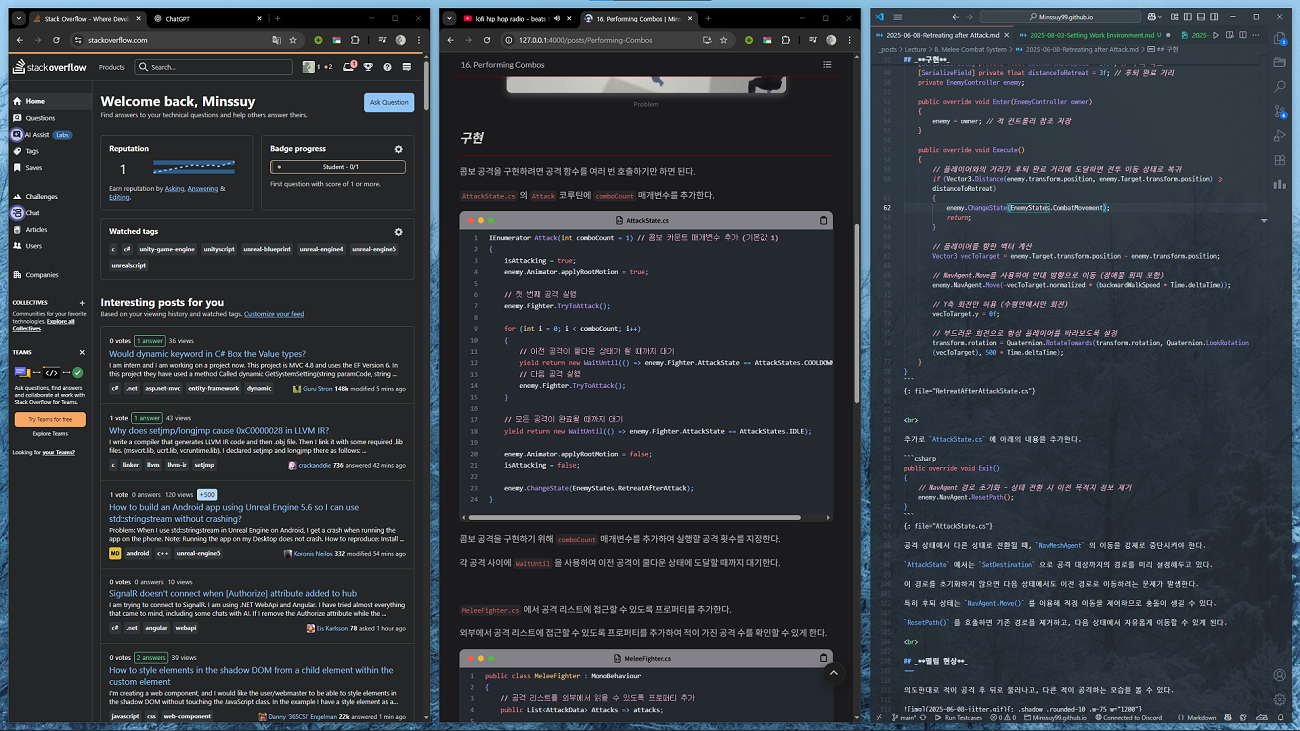 Stack Overflow - Where Deve
ChatGPT
stackoverflow.com
stack overflow
Products
Search...
1 2
Home
Questions
AI Assist Labs
Tags
Saves
Challenges
Chat
Articles
Users
Companies
COLLECTIVES
Communities for your favorite
technologies. Explore all
Collectives
TEAMS
Ask questions, find answers
and collaborate at work with
Stack Overflow for Teams.
Try Teams for free
Explore Teams
Looking for your Teams?
Welcome back, Minssuy
Find answers to your technical questions and help others answer theirs.
Ask Question
Reputation
1
Earn reputation by Asking, Answering &
Editing.
Badge progress
Student - 0/1
First question with score of 1 or more.
Watched tags
c c# unity-game-engine unityscript unreal-blueprint unreal-engine4 unreal-engine5
unrealscript
Interesting posts for you
Based on your viewing history and watched tags. Customize your feed
0 votes 1 answer 36 views
Would dynamic keyword in C# Box the Value types?
I am intern and I am working on a project now. This project is MVC 4.8 and uses the EF Version 6. In
this project they have used a method Called dynamic GetSystemSetting(string paramCode, string ...
c# .net asp.net-mvc entity-framework dynamic
Guru Stron 148k modified 5 mins ago
1 vote 1 answer 43 views
Why does setjmp/longjmp cause 0xC0000028 in LLVM IR?
I write a compiler that generates LLVM IR code and then .obj file. Then I link it with some required .lib
files. (msvcrt.lib, ucrt.lib, vcruntime.lib). I declared setjmp and longjmp there as follows: ...
c linker llvm llvm-ir setjmp
crackanddie 736 answered 42 mins ago
1 vote 0 answers 120 views +500
How to build an Android app using Unreal Engine 5.6 so I can use
std::stringstream without crashing?
Problem: When I use std::stringstream in Unreal Engine on Android, I get a crash when running the
app on the phone. Note: Running the app on my Desktop does not crash. How to reproduce: Install ...
android c++ unreal-engine5
Koronis Neilos 332 modified 54 mins ago
0 votes 0 answers 10 views
SignalR doesn't connect when [Authorize] attribute added to hub
I am trying to connect to SignalR. I am using .NET WebApi and Angular. I have tried almost everything
that came to mind, including some chats with AI. If I remove the Authorize attribute while the ...
c# .net angular webapi
Eis Karlsson 78 asked 1 hour ago
0 votes 2 answers 39 views
How to style elements in the shadow DOM from a child element within the
custom element
I'm creating a web component, and I would like the user/webmaster to be able to style elements in
the shadow DOM without touching the JavaScript class. In the example I have a style element as a...
javascript css web-component
Danny '365CSI' Engelman 22k answered 1 min ago
lofi hip hop radio - beats
16. Performing Combos | Min
127.0.0.1:4000/posts/Performing-Combos
16. Performing Combos
Problem
구현
콤보 공격을 구현하려면 공격 함수를 여러 번 호출하기만 하면 된다.
AttackState.cs 의 Attack 코루틴에 comboCount 매개변수를 추가한다.
AttackState.cs
1 IEnumerator Attack(int comboCount = 1) // 콤보 카운트 매개변수 추가 (기본값 1)
2 {
3 isAttacking = true;
4 enemy.Animator.applyRootMotion = true;
5
6 // 첫 번째 공격 실행
7 enemy.Fighter.TryToAttack();
8
9 for (int i = 0; i < comboCount; i++)
10 {
11 // 이전 공격이 쿨다운 상태가 될 때까지 대기
12 yield return new WaitUntil(() => enemy.Fighter.AttackState == AttackStates.COOLDOWN
13 // 다음 공격 실행
14 enemy.Fighter.TryToAttack();
15 }
16
17 // 모든 공격이 완료될 때까지 대기
18 yield return new WaitUntil(() => enemy.Fighter.AttackState == AttackStates.IDLE);
19
20 enemy.Animator.applyRootMotion = false;
21 isAttacking = false;
22
23 enemy.ChangeState(EnemyStates.RetreatAfterAttack);
24 }
콤보 공격을 구현하기 위해 comboCount 매개변수를 추가하여 실행할 공격 횟수를 지정한다.
각 공격 사이에 WaitUntil 을 사용하여 이전 공격이 쿨다운 상태에 도달할 때까지 대기한다.
MeleeFighter.cs 에서 공격 리스트에 접근할 수 있도록 프로퍼티를 추가한다.
외부에서 공격 리스트에 접근할 수 있도록 프로퍼티를 추가하여 적이 가진 공격 수를 확인할 수 있게 한다.
MeleeFighter.cs
1 public class MeleeFighter : MonoBehaviour
2 {
3 // 공격 리스트를 외부에서 읽을 수 있도록 프로퍼티 추가
4 public List<AttackData> Attacks => attacks;
5
Minssuy99.github.io
2025-06-08-Retreating after Attack.md
2025-08-03-Setting Work Environment.md U
2025-
_posts > Lecture > 8. Melee Combat System > 2025-06-08-Retreating after Attack.md > ## 구현
## _**구현**_
[SerializeField] private float distanceToRetreat = 3f; // 후퇴 완료 거리
private EnemyController enemy;
public override void Enter(EnemyController owner)
{
enemy = owner; // 적 컨트롤러 참조 저장
}
public override void Execute()
{
// 플레이어와의 거리가 후퇴 완료 거리에 도달하면 전투 이동 상태로 복귀
if (Vector3.Distance(enemy.transform.position, enemy.Target.transform.position) ≥
distanceToRetreat)
{
62 enemy.ChangeState(EnemyStates.CombatMovement);
return;
}
// 플레이어를 향한 벡터 계산
Vector3 vecToTarget = enemy.Target.transform.position - enemy.transform.position;
// NavAgent.Move를 사용하여 반대 방향으로 이동 (장애물 회피 포함)
enemy.NavAgent.Move(-vecToTarget.normalized * (backwardWalkSpeed * Time.deltaTime));
// Y축 회전만 허용 (수평면에서만 회전)
vecToTarget.y = 0f;
// 부드러운 회전으로 항상 플레이어를 바라보도록 설정
transform.rotation = Quaternion.RotateTowards(transform.rotation, Quaternion.LookRotation
(vecToTarget), 500 * Time.deltaTime);
}
}
```
{: file="RetreatAfterAttackState.cs"}
<br>
추가로 `AttackState.cs` 에 아래의 내용을 추가한다.
```csharp
public override void Exit()
{
// NavAgent 경로 초기화 - 상태 전환 시 이전 목적지 정보 제거
enemy.NavAgent.ResetPath();
}
```
{: file="AttackState.cs"}
공격 상태에서 다른 상태로 전환될 때, `NavMeshAgent` 의 이동을 강제로 중단시켜야 한다.
`AttackState` 에서는 `SetDestination` 으로 공격 대상까지의 경로를 미리 설정해두고 있다.
이 경로를 초기화하지 않으면 다음 상태에서도 이전 경로로 이동하려는 문제가 발생한다.
특히 후퇴 상태는 `NavAgent.Move()` 를 이용해 직접 이동을 제어하므로 충돌이 생길 수 있다.
`ResetPath()` 를 호출하면 기존 경로를 제거하고, 다음 상태에서 자유롭게 이동할 수 있게 된다.
<br>
## _**떨림 현상**_
---
의도한대로 적이 공격 후 뒤로 물러나고, 다른 적이 공격하는 모습을 볼 수 있다.
![img](2025-06-08-jitter.gif){: .shadow .rounded-10 .w-75 w="1200"}
main* Run Testcases 0 0 Minssuy99.github.io Connected to Discord Markdown